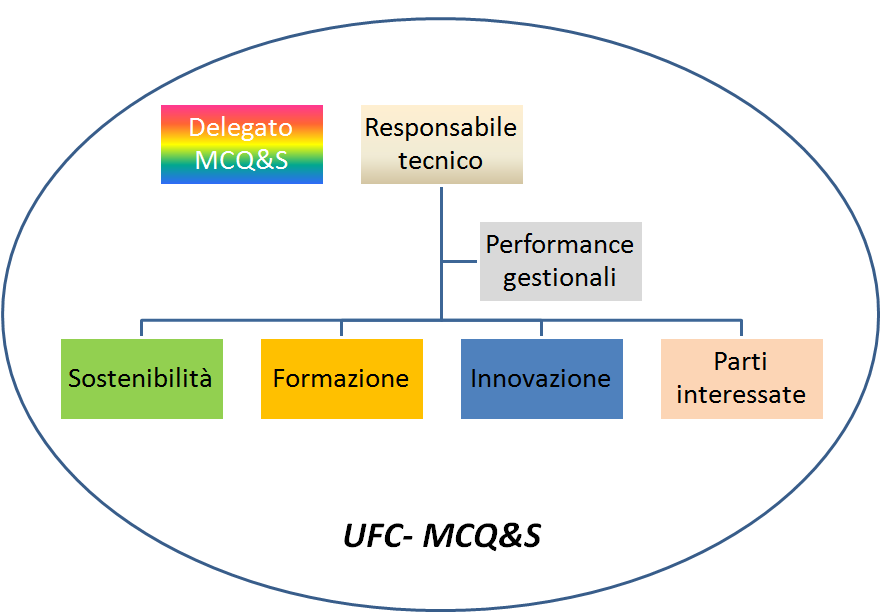 Delegato
MCQ&S
Responsabile
tecnico
Performance
gestionali
Sostenibilità
Formazione
Innovazione
Parti
interessate
UFC- MCQ&S